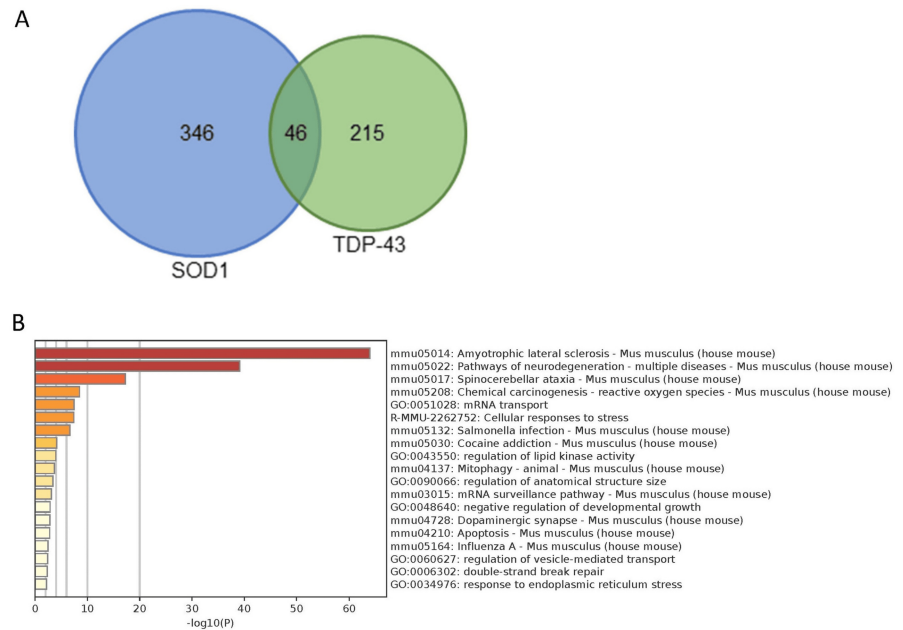 A
346
46
215
TDP-43
SOD1
B
mmu05014: Amyotrophic lateral sclerosis - Mus musculus (house mouse)
mmu05022: Pathways of neurodegeneration - multiple diseases - Mus musculus (house mouse)
mmu05017: Spinocerebellar ataxia - Mus musculus (house mouse)
mmu05208: Chemical carcinogenesis - reactive oxygen species - Mus musculus (house mouse)
GO:0051028: mRNA transport
R-MMU-2262752: Cellular responses to stress
mmu05132: Salmonella infection - Mus musculus (house mouse)
mmu05030: Cocaine addiction - Mus musculus (house mouse)
GO:0043550: regulation of lipid kinase activity
mmu04137: Mitophagy - animal - Mus musculus (house mouse)
GO:0090066: regulation of anatomical structure size
mmu03015: mRNA surveillance pathway - Mus musculus (house mouse)
GO:0048640: negative regulation of developmental growth
mmu04728: Dopaminergic synapse - Mus musculus (house mouse)
mmu04210: Apoptosis - Mus musculus (house mouse)
mmu05164: Influenza A - Mus musculus (house mouse)
GO:0060627: regulation of vesicle-mediated transport
GO:0006302: double-strand break repair
GO:0034976: response to endoplasmic reticulum stress
0 10 20 30 40 50 60
-log10(P)